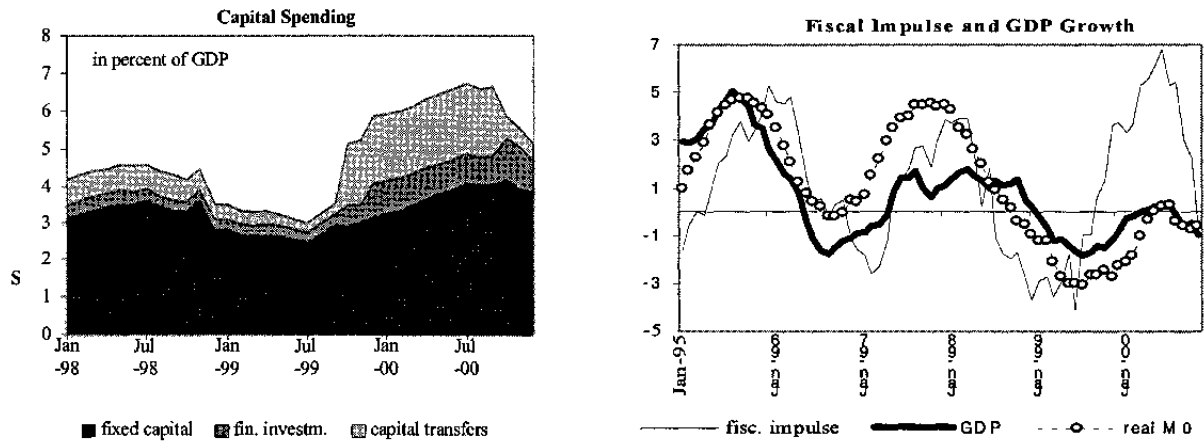 Capital Spending
in percent of GDP
8
7
6
5
4
3
2
1
0
S
Jan -98
Jul -98
Jan -99
Jul -99
Jan -00
Jul -00
fixed capital
fin. investm.
capital transfers
Fiscal Impulse and GDP Growth
7
5
3
1
-1
-3
-5
Jan-95
fisc. impulse
GDP
real M0